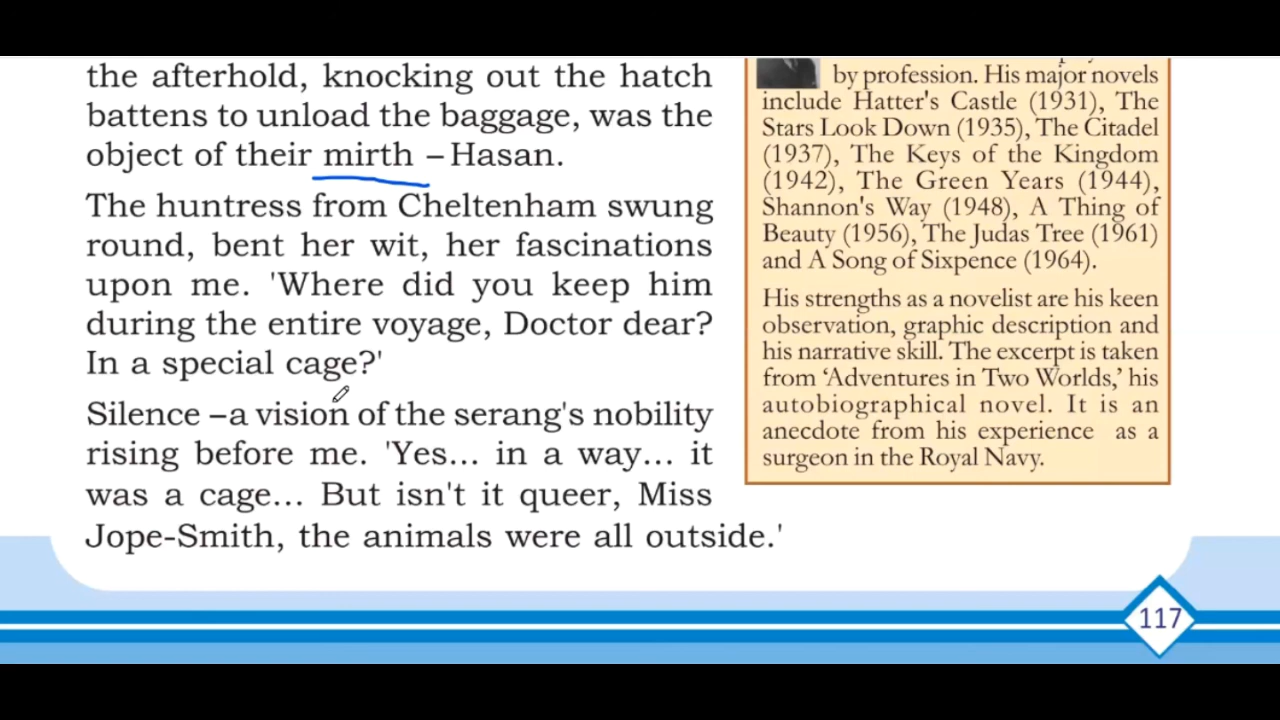 the afterhold, knocking out the hatch
battens to unload the baggage, was the
object of their mirth – Hasan.
The huntress from Cheltenham swung
round, bent her wit, her fascinations
upon me. 'Where did you keep him
during the entire voyage, Doctor dear?
In a special cage?'
Silence –a vision of the serang's nobility
rising before me. 'Yes... in a way... it
was a cage... But isn't it queer, Miss
Jope-Smith, the animals were all outside.'
by profession. His major novels
include Hatter's Castle (1931), The
Stars Look Down (1935), The Citadel
(1937), The Keys of the Kingdom
(1942), The Green Years (1944),
Shannon's Way (1948), A Thing of
Beauty (1956), The Judas Tree (1961)
and A Song of Sixpence (1964).
His strengths as a novelist are his keen
observation, graphic description and
his narrative skill. The excerpt is taken
from ‘Adventures in Two Worlds,’ his
autobiographical novel. It is an
anecdote from his experience as a
surgeon in the Royal Navy.
117